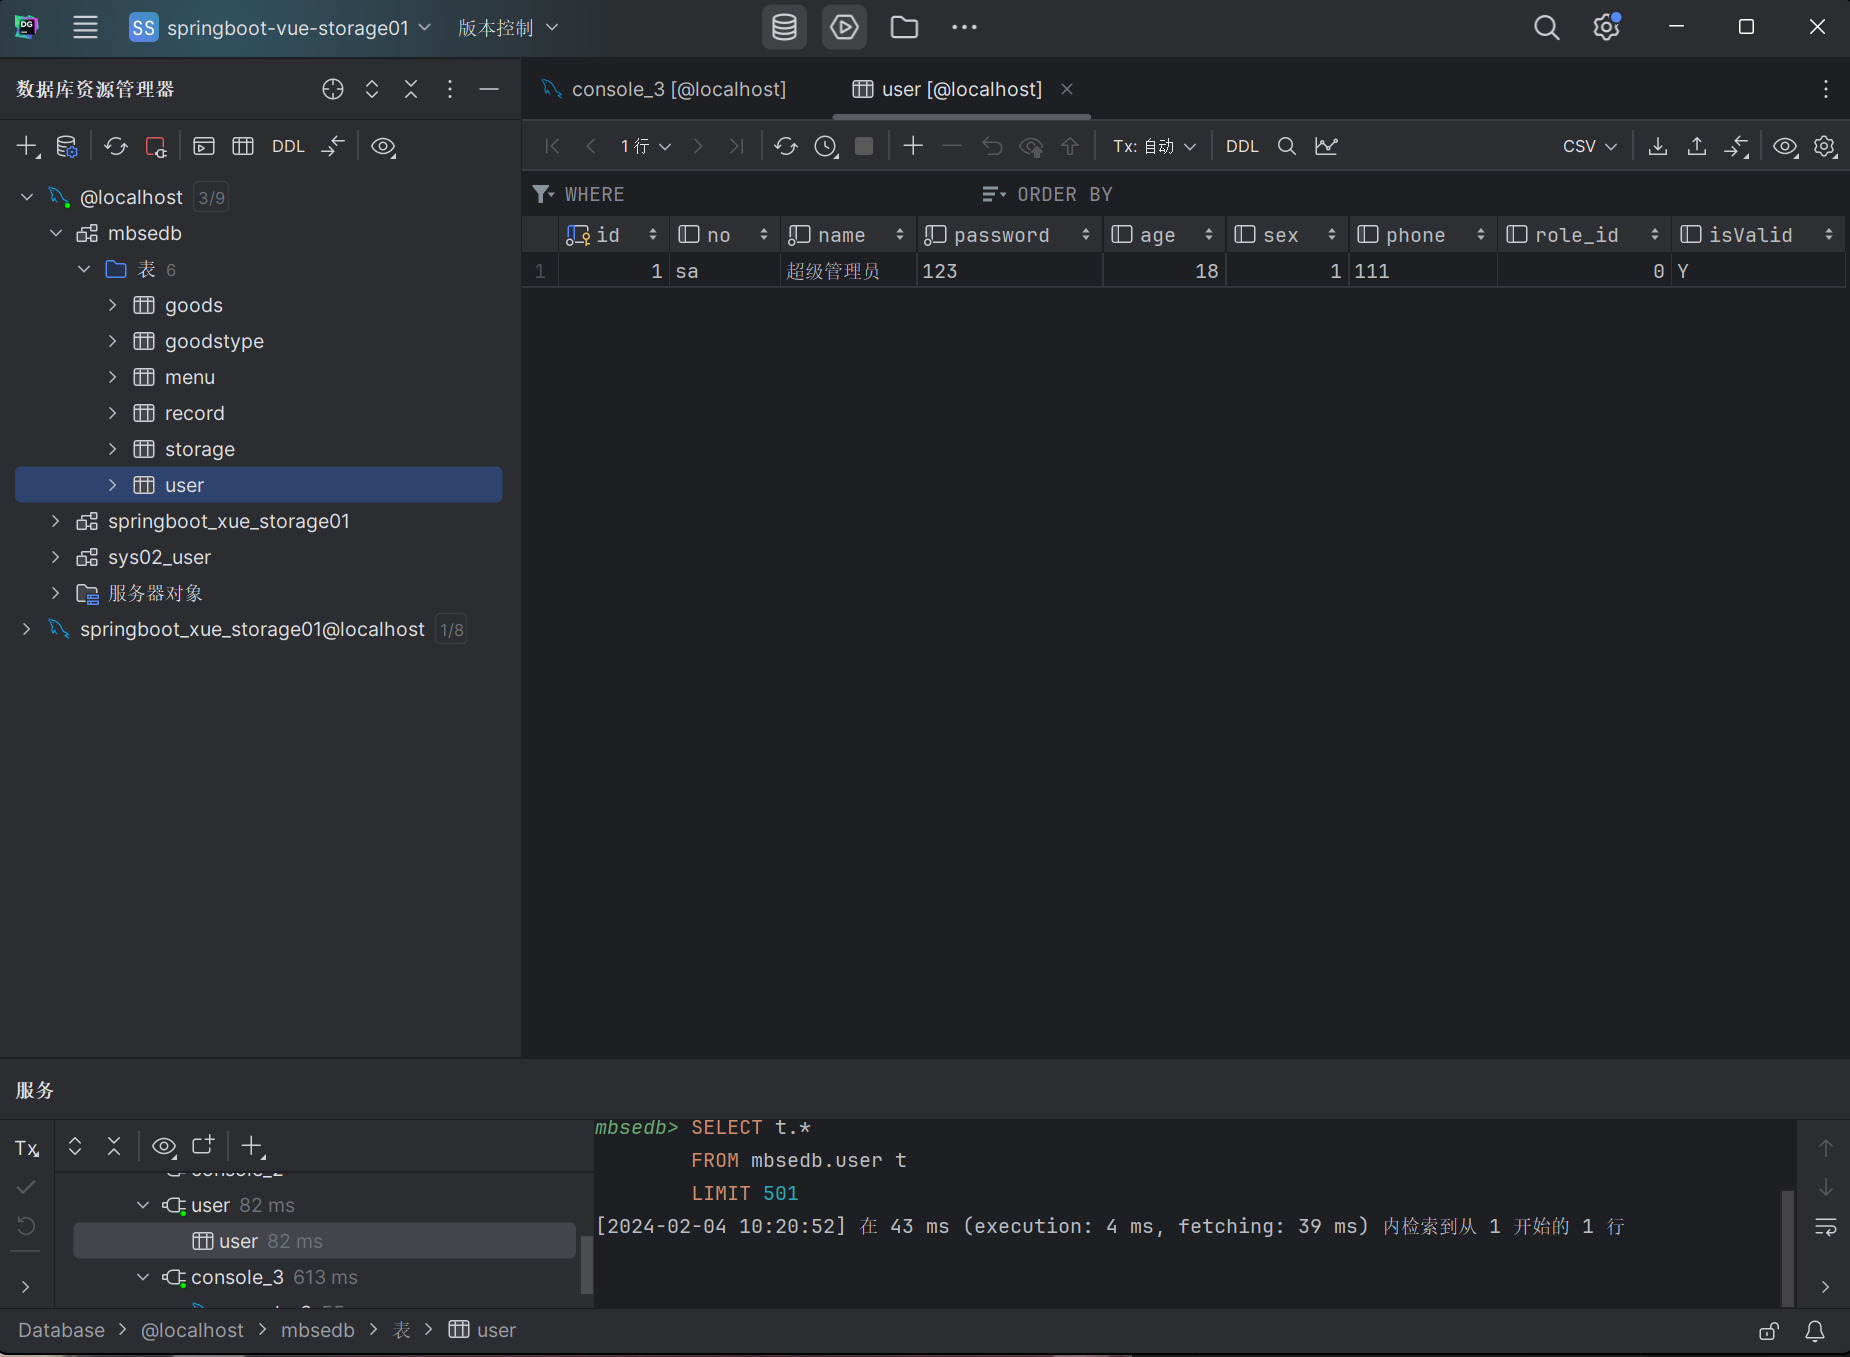 DG
SS springboot-vue-storage01 版本控制
数据库资源管理器
console_3 [@localhost] user [@localhost]
DDL
1 行 Tx: 自动 DDL CSV
@localhost 3/9
mbsedb
表 6
goods
goodstype
menu
record
storage
user
springboot_xue_storage01
sys02_user
服务器对象
springboot_xue_storage01@localhost 1/8
WHERE ORDER BY
id no name password age sex phone role_id isValid
1 1 sa 超级管理员 123 18 1 111 0 Y
服务
Tx
user 82 ms
user 82 ms
console_3 613 ms
mbsedb> SELECT t.*
FROM mbsedb.user t
LIMIT 501
[2024-02-04 10:20:52] 在 43 ms (execution: 4 ms, fetching: 39 ms) 内检索到从 1 开始的 1 行
Database > @localhost > mbsedb > 表 > user